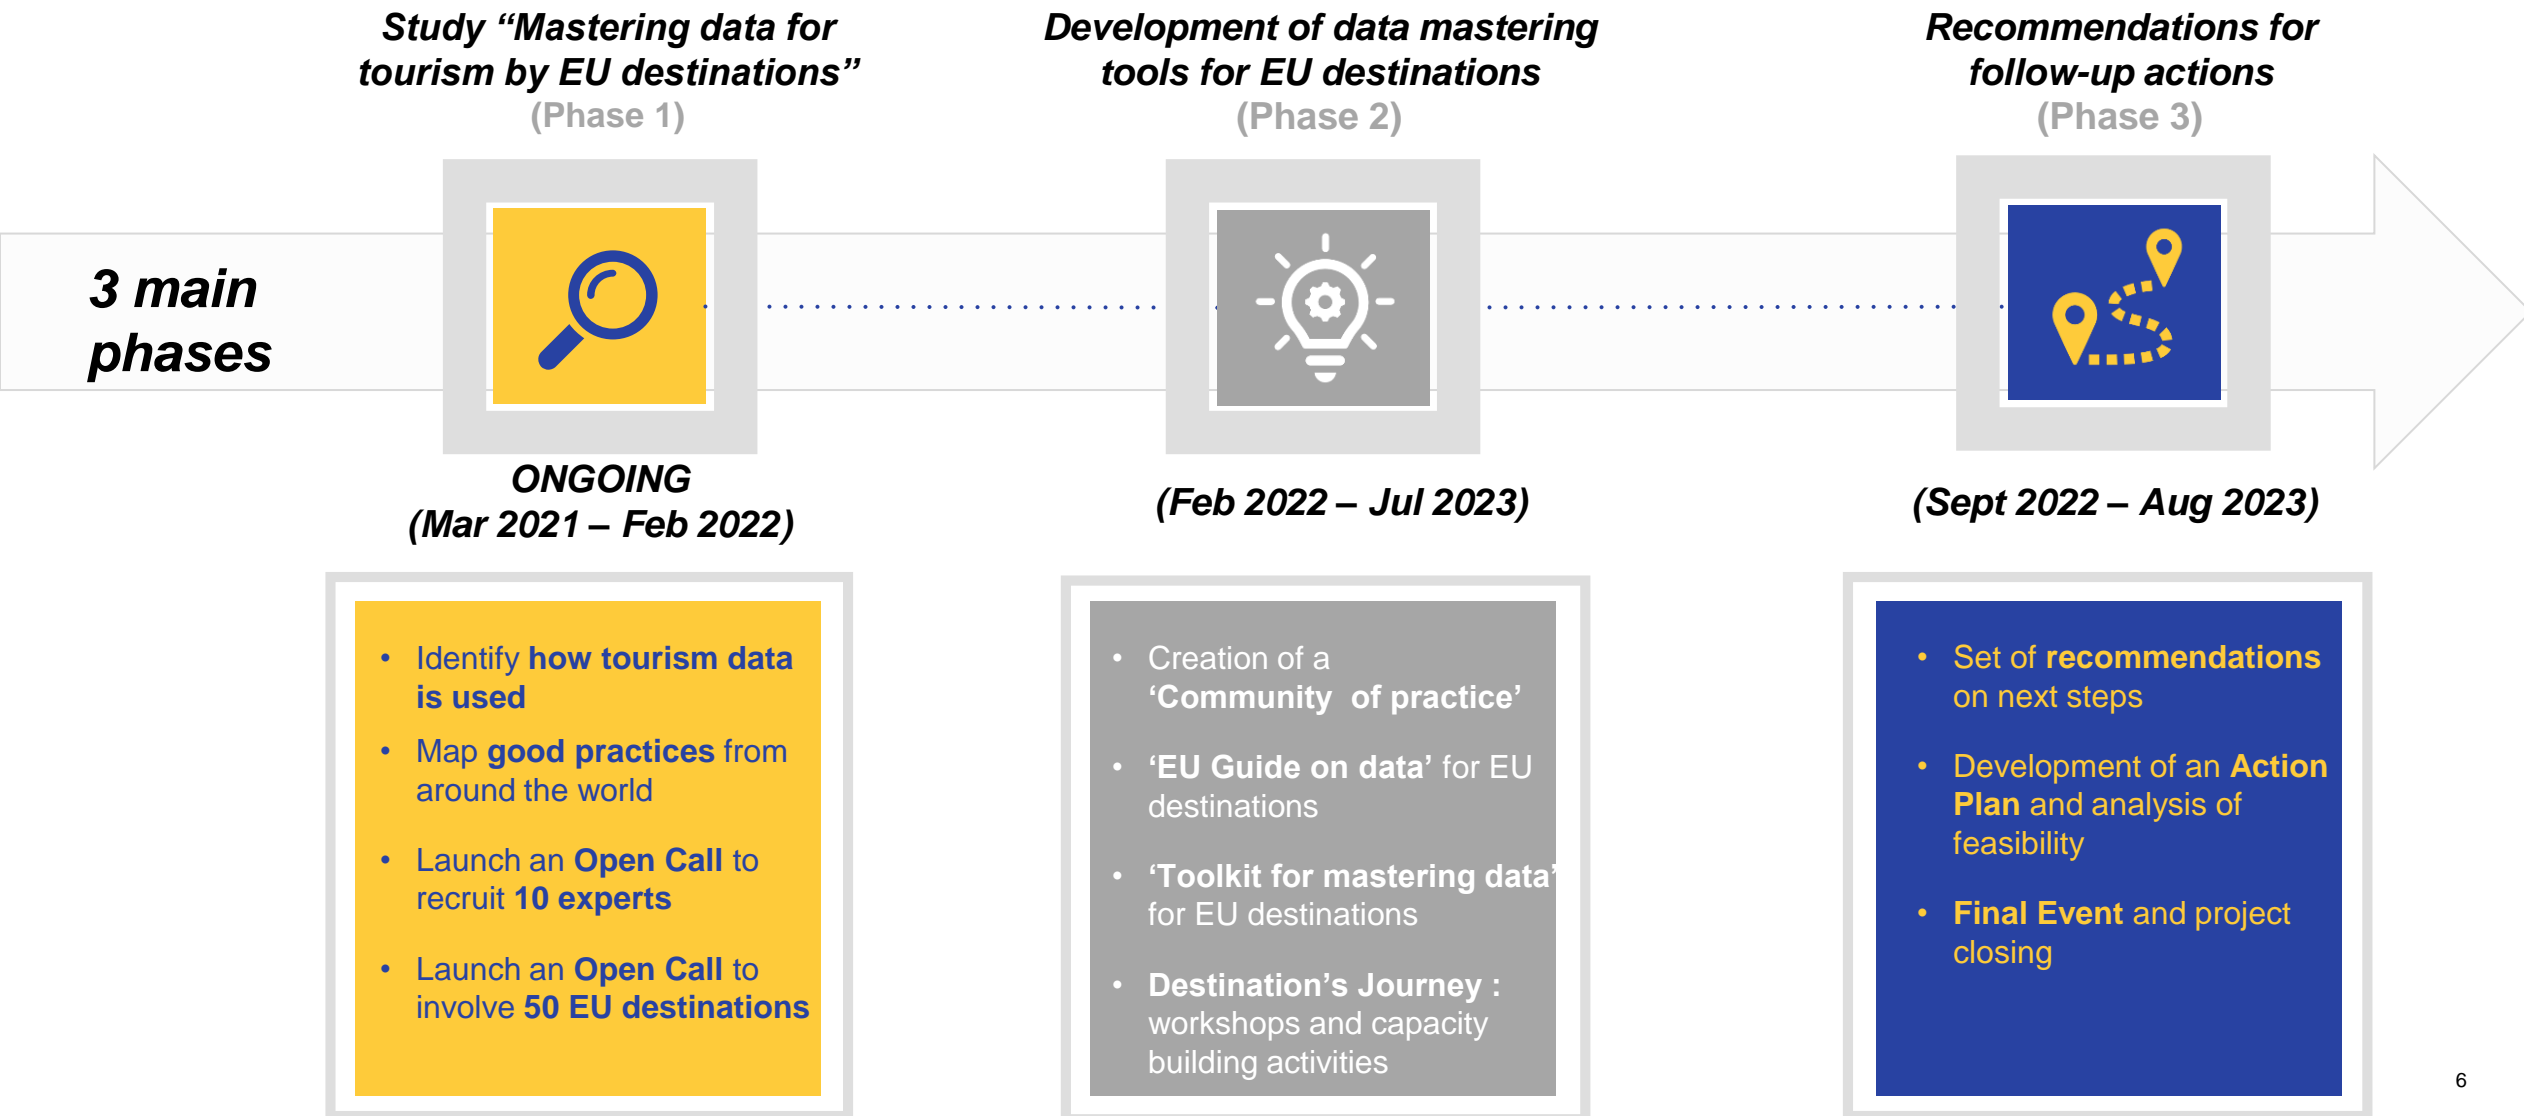 Study “Mastering data for
tourism by EU destinations”
(Phase 1)
Development of data mastering
tools for EU destinations
(Phase 2)
Recommendations for
follow-up actions
(Phase 3)
3 main
phases
ONGOING
(Mar 2021 – Feb 2022)
(Feb 2022 – Jul 2023)
(Sept 2022 – Aug 2023)
• Identify how tourism data
is used
• Map good practices from
around the world
• Launch an Open Call to
recruit 10 experts
• Launch an Open Call to
involve 50 EU destinations
• Creation of a
‘Community of practice’
• ‘EU Guide on data’ for EU
destinations
• ‘Toolkit for mastering data’
for EU destinations
• Destination’s Journey :
workshops and capacity
building activities
• Set of recommendations
on next steps
• Development of an Action
Plan and analysis of
feasibility
• Final Event and project
closing
6